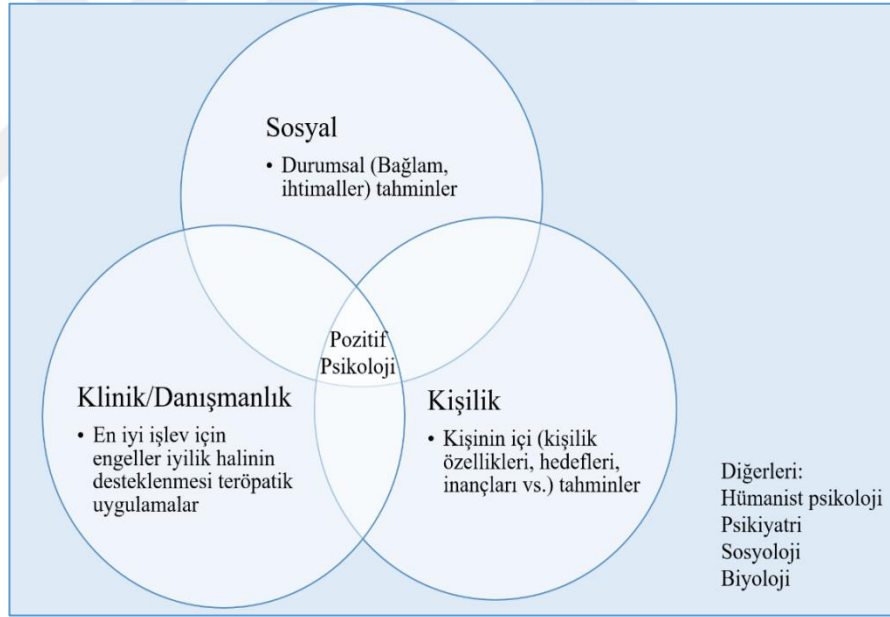 Sosyal
• Durumsal (Bağlam,
ihtimaller) tahminler
Pozitif
Psikoloji
Klinik/Danışmanlık
• En iyi işlev için
engeller iyilik halinin
desteklenmesi teröpatik
uygulamalar
Kişilik
• Kişinin içi (kişilik
özellikleri, hedefleri,
inançları vs.) tahminler
Diğerleri:
Hümanist psikoloji
Psikiyatri
Sosyoloji
Biyoloji